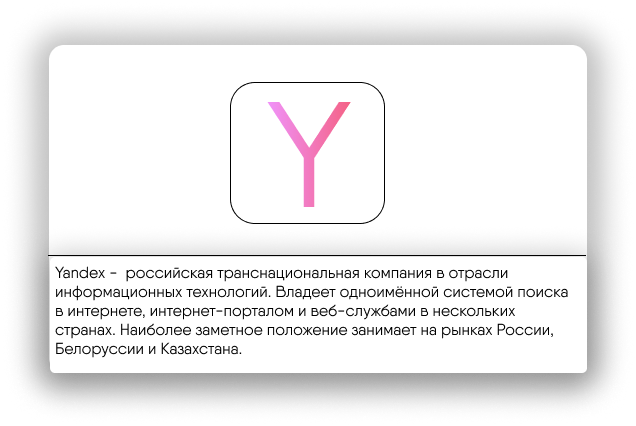 Y
Yandex - российская транснациональная компания в отрасли
информационных технологий. Владеет одноимённой системой поиска
в интернете, интернет-порталом и веб-службами в нескольких
странах. Наиболее заметное положение занимает на рынках России,
Белоруссии и Казахстана.